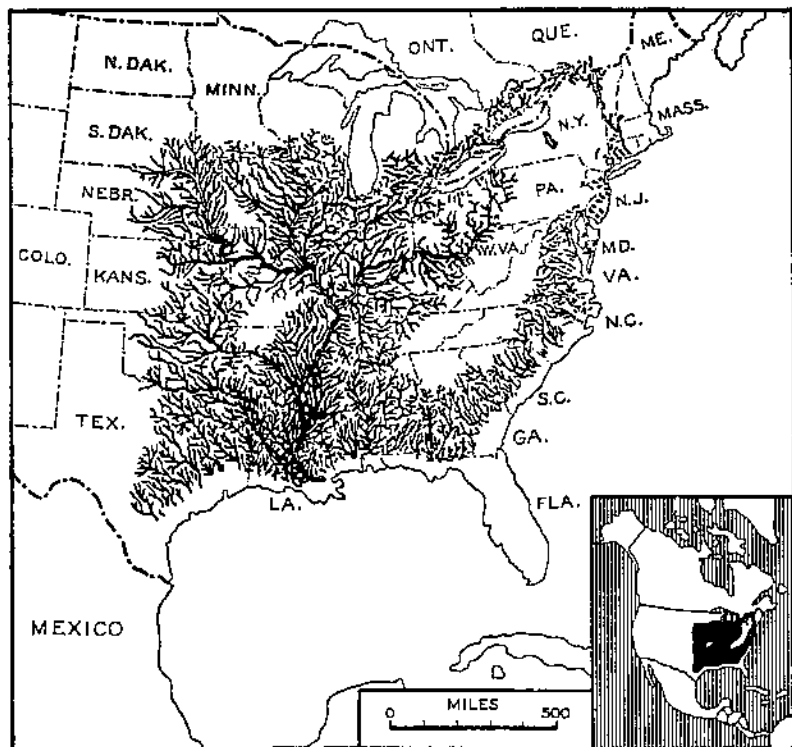 ONT.
QUE.
ME.
N. DAK.
MINN.
MASS.
N.Y.
S. DAK.
PA.
NEBR.
N.J.
W.VA.
MD.
COLO.
KANS.
VA.
N.C.
S.C.
TEX.
GA.
LA.
FLA.
MEXICO
MILES
0 500